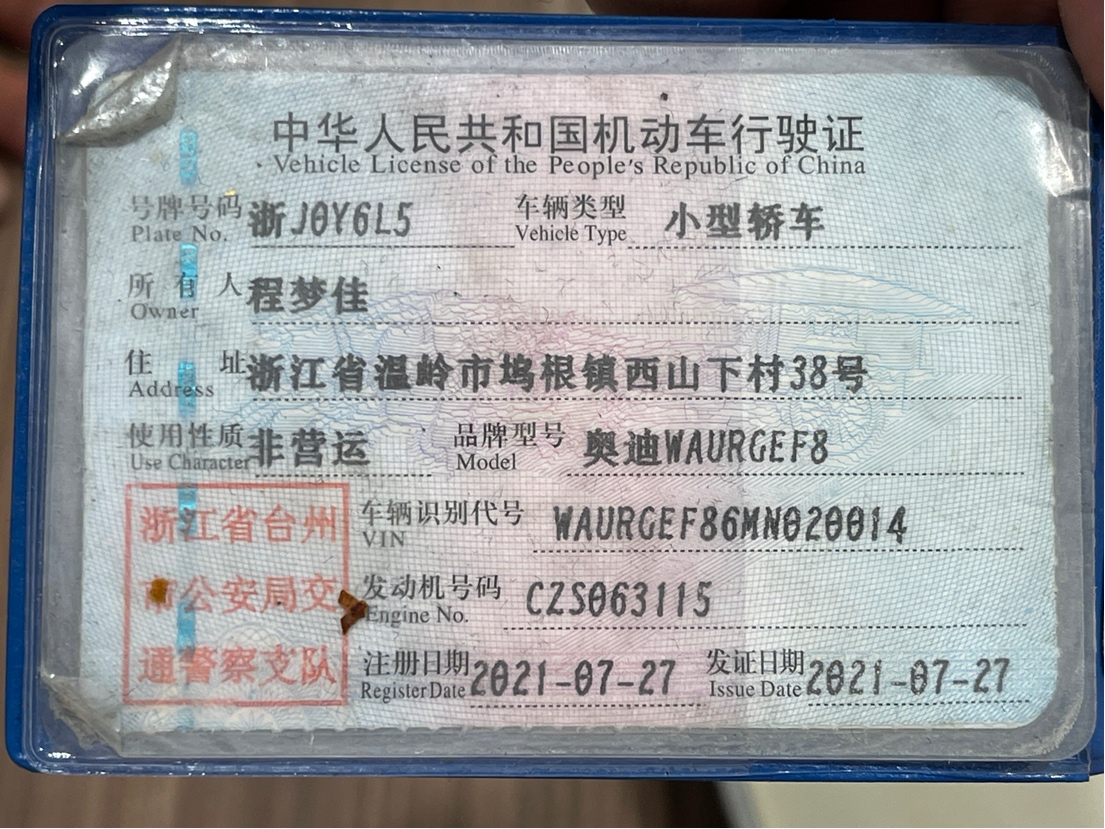 中华人民共和国机动车行驶证
Vehicle License of the People's Republic of China
号牌号码 浙J0Y6L5 车辆类型 小型轿车
Plate No. Vehicle Type
所有人 程梦佳
Owner
住址 浙江省温岭市坞根镇西山下村38号
Address
使用性质 非营运 品牌型号 奥迪WAURGEF8
Use Character Model
浙江省台州
市公安局交
通警察支队
车辆识别代号 WAURGEF86MN020014
VIN
发动机号码 CZS063115
Engine No.
注册日期 2021-07-27 发证日期 2021-07-27
Register Date Issue Date